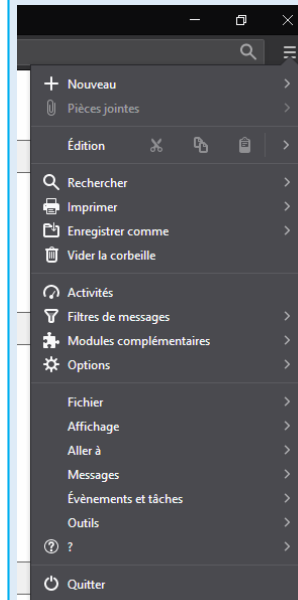 Nouveau
Pièces jointes
Édition
Rechercher
Imprimer
Enregistrer comme
Vider la corbeille
Activités
Filtres de messages
Modules complémentaires
Options
Fichier
Affichage
Aller à
Messages
Évènements et tâches
Outils
?
Quitter